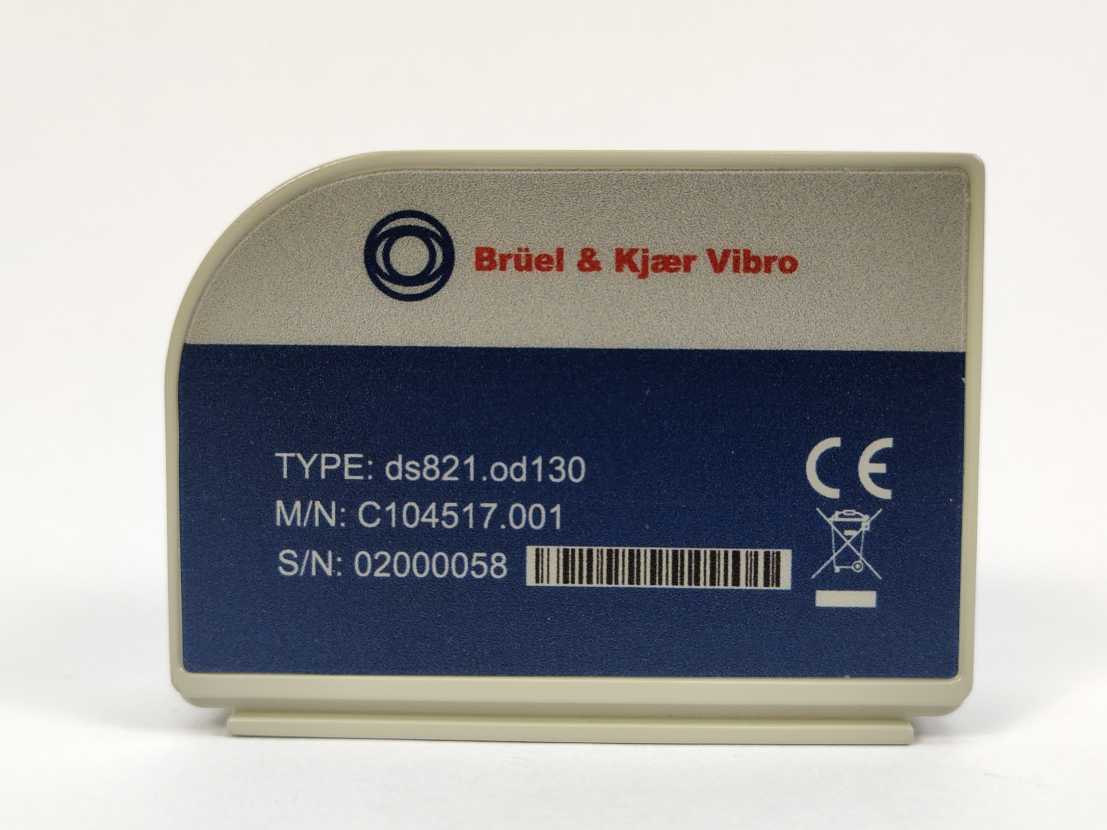 Brüel & Kjær Vibro
TYPE: ds821.od130
M/N: C104517.001
S/N: 02000058
CE